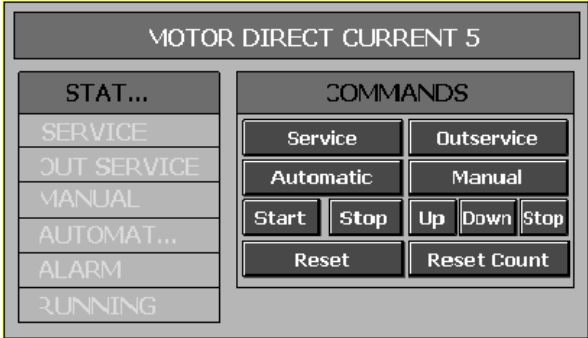 MOTOR DIRECT CURRENT 5
STAT...
SERVICE
OUT SERVICE
MANUAL
AUTOMAT...
ALARM
RUNNING
COMMANDS
Service Outservice
Automatic Manual
Start Stop Up Down Stop
Reset Reset Count